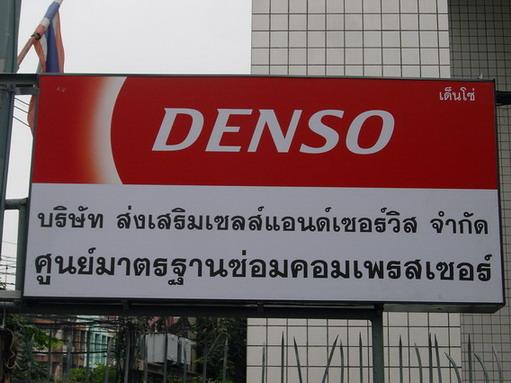 DENSO
เด็นโซ่
บริษัท ส่งเสริมเซลส์แอนด์เซอร์วิส จำกัด
ศูนย์มาตรฐานซ่อมคอมเพรสเซอร์